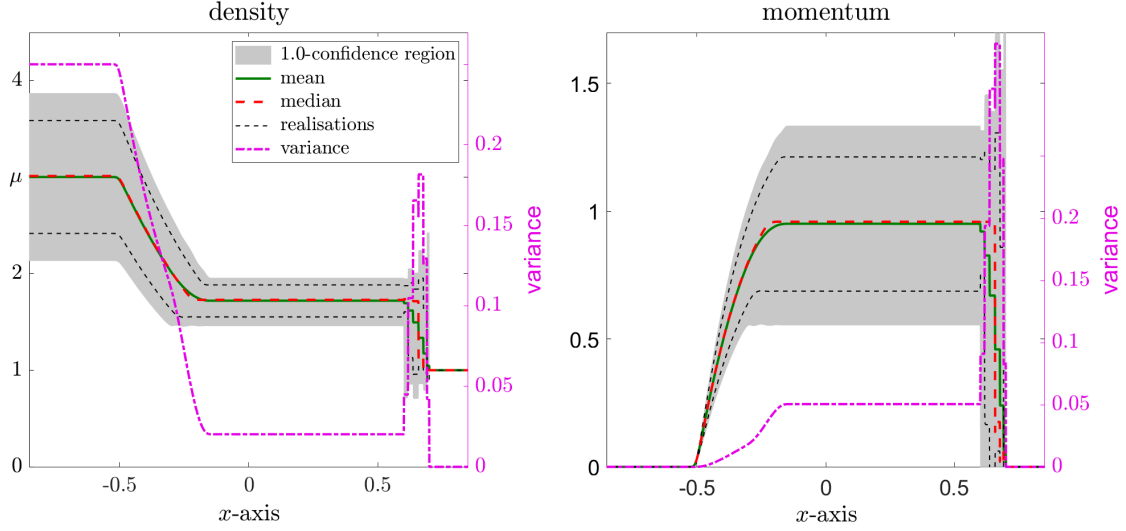 density
4
μ
2
1
0
-0.5
0
0.5
x-axis
0.2
0.15
0.1
0.05
0
variance
1.0-confidence region
mean
median
realisations
variance
momentum
1.5
1
0.5
0
-0.5
0
0.5
x-axis
0.2
0.15
0.1
0.05
0
variance